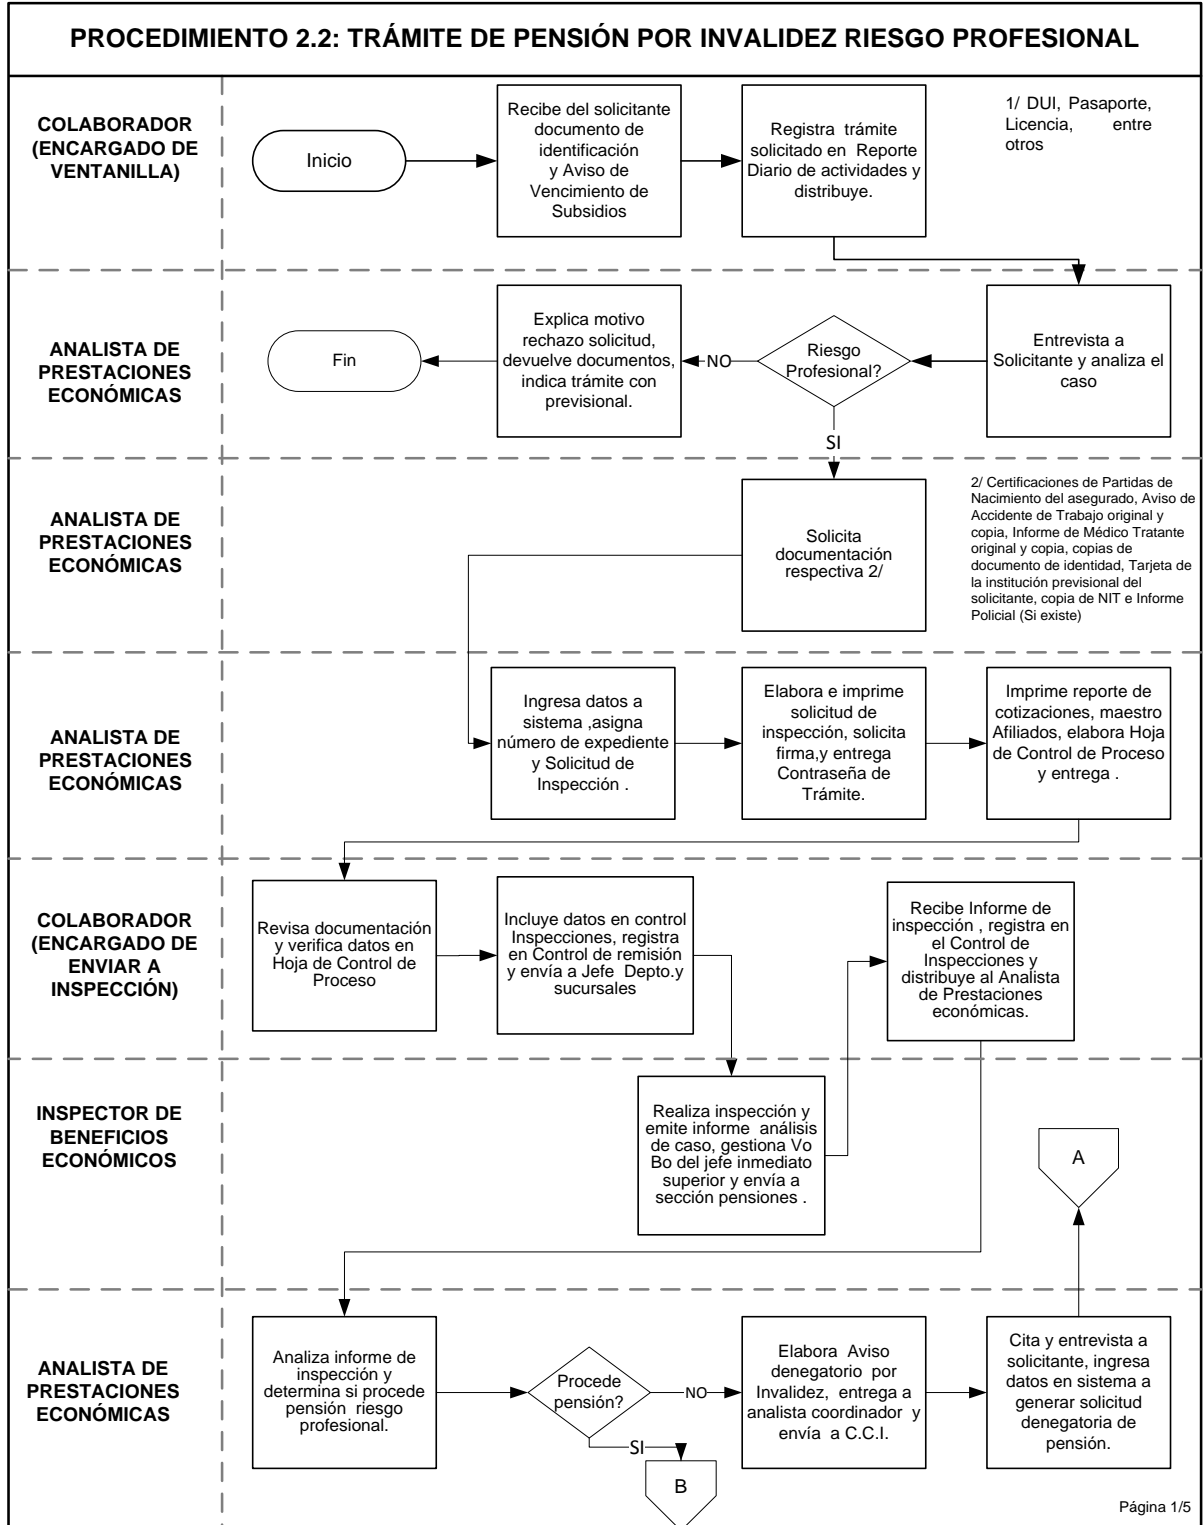 PROCEDIMIENTO 2.2: TRÁMITE DE PENSIÓN POR INVALIDEZ RIESGO PROFESIONAL
COLABORADOR
(ENCARGADO DE
VENTANILLA)
Inicio
Recibe del solicitante
documento de
identificación
y Aviso de
Vencimiento de
Subsidios
Registra trámite
solicitado en Reporte
Diario de actividades y
distribuye.
1/ DUI, Pasaporte,
Licencia, entre
otros
ANALISTA DE
PRESTACIONES
ECONÓMICAS
Fin
Explica motivo
rechazo solicitud,
devuelve documentos,
indica trámite con
previsional.
NO
Riesgo
Profesional?
Entrevista a
Solicitante y analiza el
caso
SI
ANALISTA DE
PRESTACIONES
ECONÓMICAS
Solicita
documentación
respectiva 2/
2/ Certificaciones de Partidas de
Nacimiento del asegurado, Aviso de
Accidente de Trabajo original y
copia, Informe de Médico Tratante
original y copia, copias de
documento de identidad, Tarjeta de
la institución previsional del
solicitante, copia de NIT e Informe
Policial (Si existe)
ANALISTA DE
PRESTACIONES
ECONÓMICAS
Ingresa datos a
sistema ,asigna
número de expediente
y Solicitud de
Inspección .
Elabora e imprime
solicitud de
inspección, solicita
firma,y entrega
Contraseña de
Trámite.
Imprime reporte de
cotizaciones, maestro
Afiliados, elabora Hoja
de Control de Proceso
y entrega .
COLABORADOR
(ENCARGADO DE
ENVIAR A
INSPECCIÓN)
Revisa documentación
y verifica datos en
Hoja de Control de
Proceso
Incluye datos en control
Inspecciones, registra
en Control de remisión
y envía a Jefe Depto.y
sucursales
Recibe Informe de
inspección , registra en
el Control de
Inspecciones y
distribuye al Analista
de Prestaciones
económicas.
INSPECTOR DE
BENEFICIOS
ECONÓMICOS
Realiza inspección y
emite informe análisis
de caso, gestiona Vo
Bo del jefe inmediato
superior y envía a
sección pensiones .
A
ANALISTA DE
PRESTACIONES
ECONÓMICAS
Analiza informe de
inspección y
determina si procede
pensión riesgo
profesional.
Procede
pensión?
NO
Elabora Aviso
denegatorio por
Invalidez, entrega a
analista coordinador y
envía a C.C.I.
Cita y entrevista a
solicitante, ingresa
datos en sistema a
generar solicitud
denegatoria de
pensión.
SI
B
Página 1/5